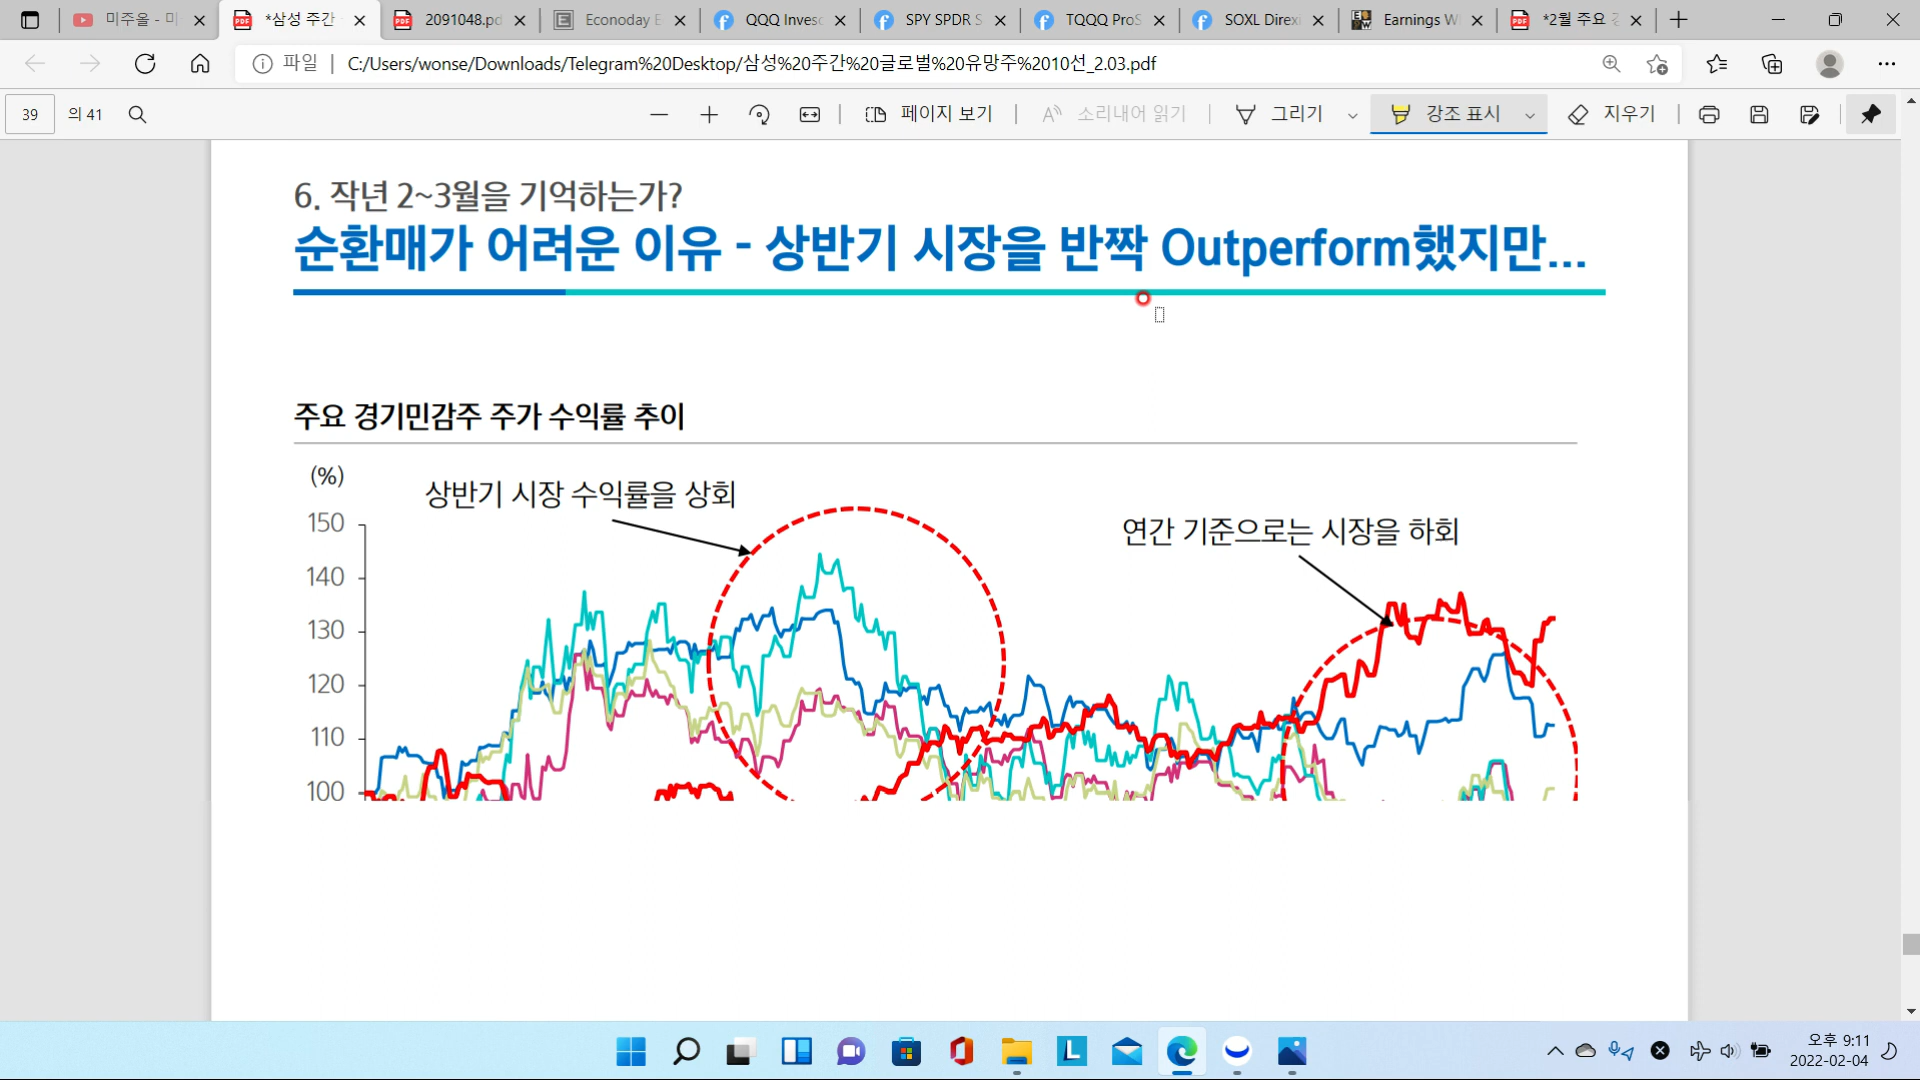 미주올 - 미
*삼성 주간
2091048.pd
Econoday E
QQQ Invesc
SPY SPDR S
TQQQ ProS
SOXL Direxi
Earnings W
*2월 주요
파일
C:/Users/wonse/Downloads/Telegram%20Desktop/삼성%20주간%20글로벌%20유망주%2010선_2.03.pdf
39 의 41
페이지 보기
소리내어 읽기
그리기
강조 표시
지우기
6. 작년 2~3월을 기억하는가?
순환매가 어려운 이유 - 상반기 시장을 반짝 Outperform했지만...
주요 경기민감주 주가 수익률 추이
(%)
상반기 시장 수익률을 상회
연간 기준으로는 시장을 하회
150
140
130
120
110
100
오후 9:11
2022-02-04